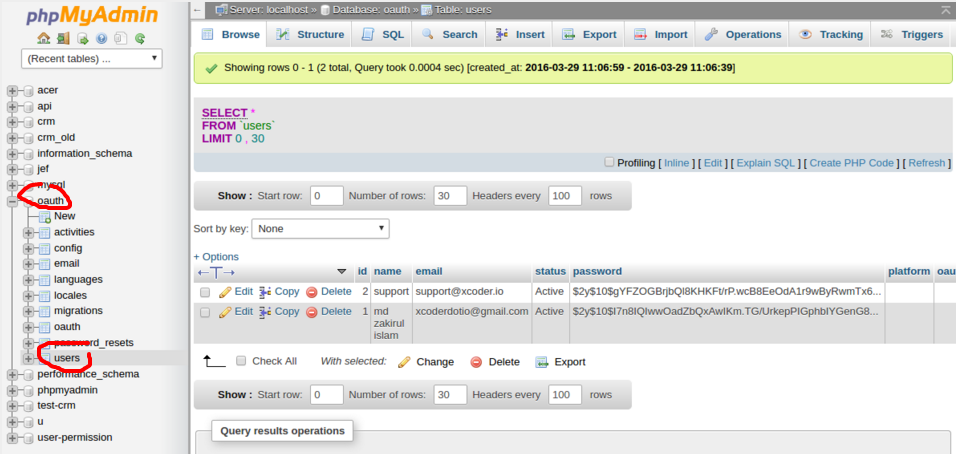 phpMyAdmin
(Recent tables) ...
acer
api
crm
crm_old
information_schema
jef
mysql
oauth
New
activities
config
email
languages
locales
migrations
oauth
password_resets
users
performance_schema
phpmyadmin
test-crm
u
user-permission
Server: localhost » Database: oauth » Table: users
Browse Structure SQL Search Insert Export Import Operations Tracking Triggers
Showing rows 0 - 1 (2 total, Query took 0.0004 sec) [created_at: 2016-03-29 11:06:59 - 2016-03-29 11:06:39]
SELECT *
FROM `users`
LIMIT 0 , 30
Profiling [ Inline ] [ Edit ] [ Explain SQL ] [ Create PHP Code ] [ Refresh ]
Show : Start row: 0 Number of rows: 30 Headers every 100 rows
Sort by key: None
+ Options
id name email status password platform oau
Edit Copy Delete 2 support support@xcoder.io Active $2y$10$gYFZOGBrjbQl8KHKFt/rP.wcB8EeOdA1r9wByRwmTx6...
Edit Copy Delete 1 md zakirul islam xcoderdotio@gmail.com Active $2y$10$l7n8IQIwwOadZbQxAwIKm.TG/UrkepPIGphbIYGenG8...
Check All With selected: Change Delete Export
Show : Start row: 0 Number of rows: 30 Headers every 100 rows
Query results operations